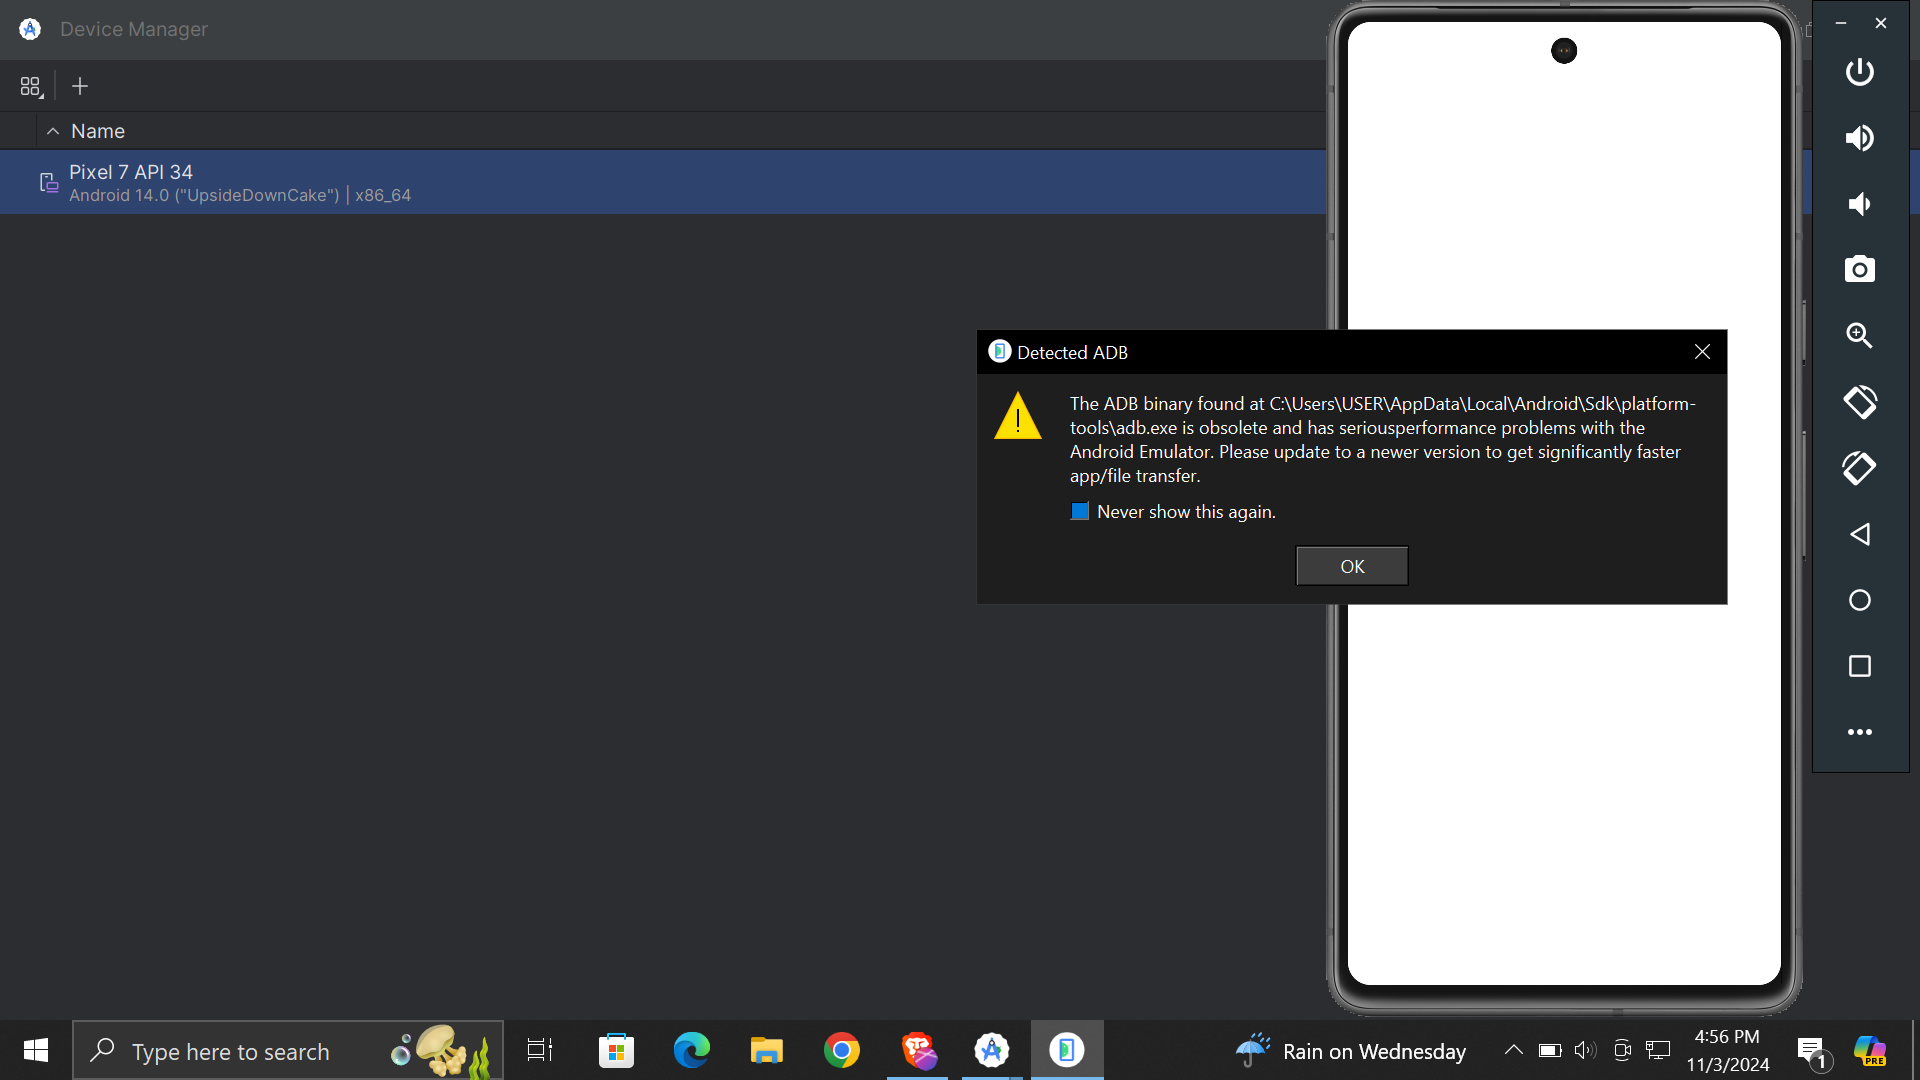 Device Manager
Name
Pixel 7 API 34
Android 14.0 ("UpsideDownCake") | x86_64
Detected ADB
The ADB binary found at C:\Users\USER\AppData\Local\Android\Sdk\platform-
tools\adb.exe is obsolete and has seriousperformance problems with the
Android Emulator. Please update to a newer version to get significantly faster
app/file transfer.
Never show this again.
OK
Type here to search
Rain on Wednesday
4:56 PM
11/3/2024
1
PRE